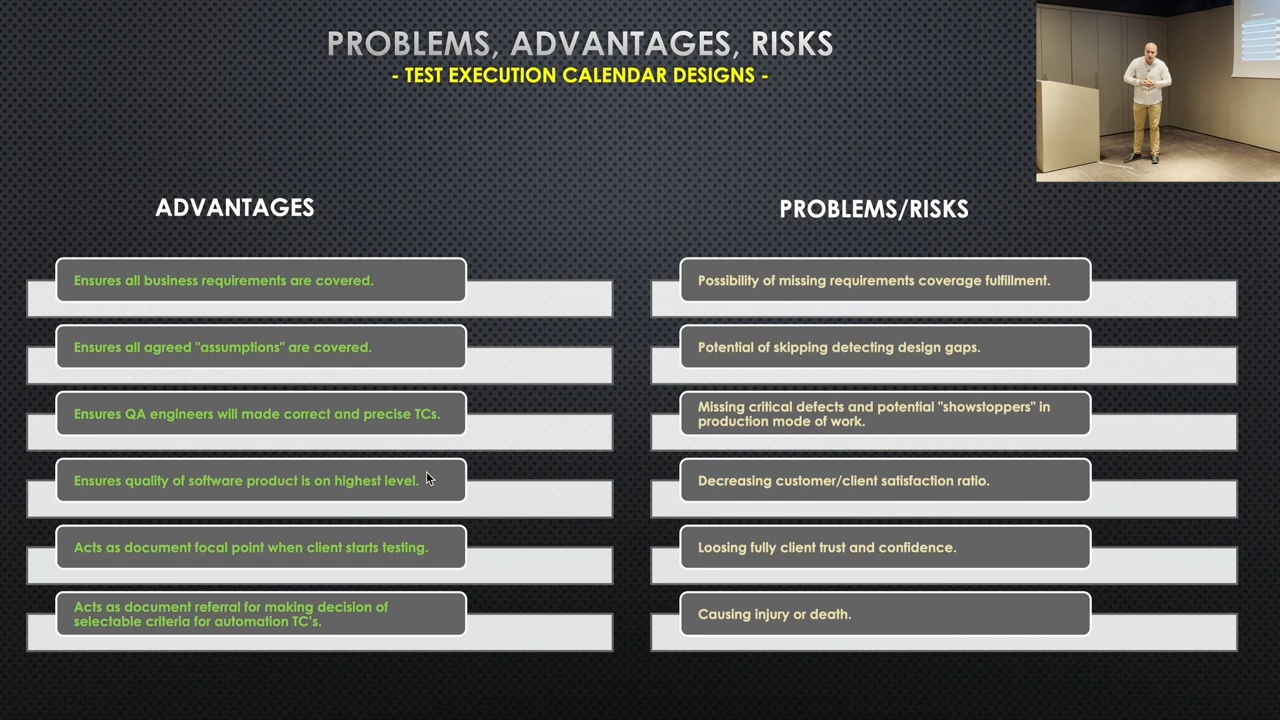 PROBLEMS, ADVANTAGES, RISKS
- TEST EXECUTION CALENDAR DESIGNS -
ADVANTAGES
Ensures all business requirements are covered.
Ensures all agreed "assumptions" are covered.
Ensures QA engineers will made correct and precise TCs.
Ensures quality of software product is on highest level.
Acts as document focal point when client starts testing.
Acts as document referral for making decision of
selectable criteria for automation TC's.
PROBLEMS/RISKS
Possibility of missing requirements coverage fulfillment.
Potential of skipping detecting design gaps.
Missing critical defects and potential "showstoppers" in
production mode of work.
Decreasing customer/client satisfaction ratio.
Loosing fully client trust and confidence.
Causing injury or death.